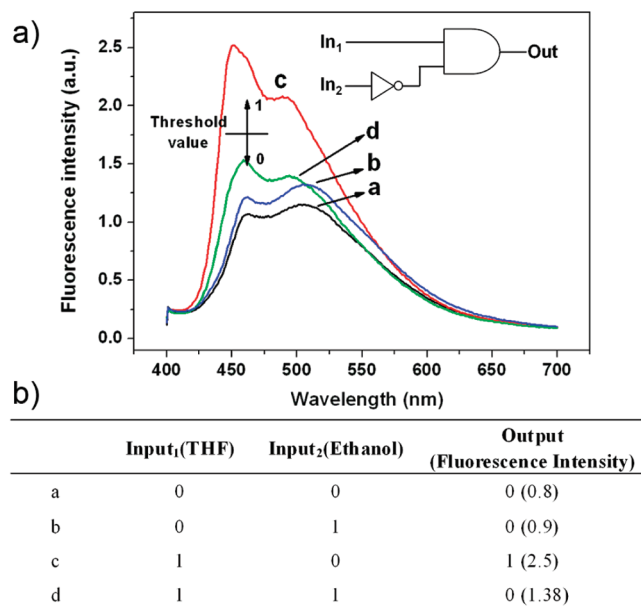 a)
Fluorescence intensity (a.u.)
2.5
2.0
1.5
1.0
0.5
0.0
In1
In2
Out
c
1
Threshold
value
0
d
b
a
400 450 500 550 600 650 700
Wavelength (nm)
b)
Input₁(THF) Input₂(Ethanol) Output
(Fluorescence Intensity)
a 0 0 0 (0.8)
b 0 1 0 (0.9)
c 1 0 1 (2.5)
d 1 1 0 (1.38)